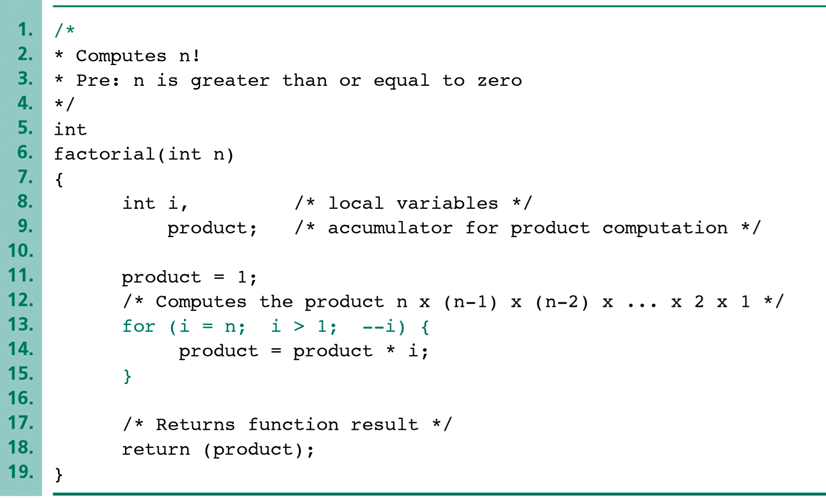 1. /*
2. * Computes n!
3. * Pre: n is greater than or equal to zero
4. */
5. int
6. factorial(int n)
7. {
8. int i, /* local variables */
9. product; /* accumulator for product computation */
10.
11. product = 1;
12. /* Computes the product n x (n-1) x (n-2) x ... x 2 x 1 */
13. for (i = n; i > 1; --i) {
14. product = product * i;
15. }
16.
17. /* Returns function result */
18. return (product);
19. }